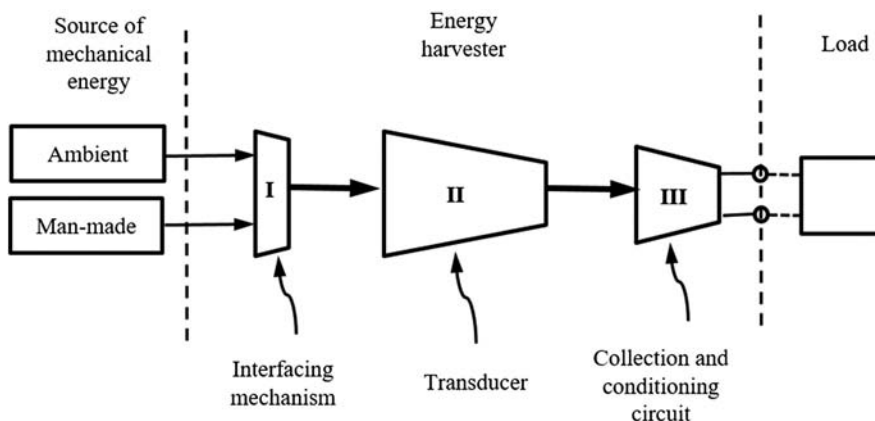 Source of
mechanical
energy
Energy
harvester
Load
Ambient
Man-made
I
II
III
Interfacing
mechanism
Transducer
Collection and
conditioning
circuit